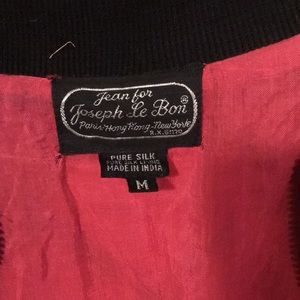 Jean for
Joseph Le Bon®
Paris·Hong Kong·New York
PURE SILK
MADE IN INDIA
M